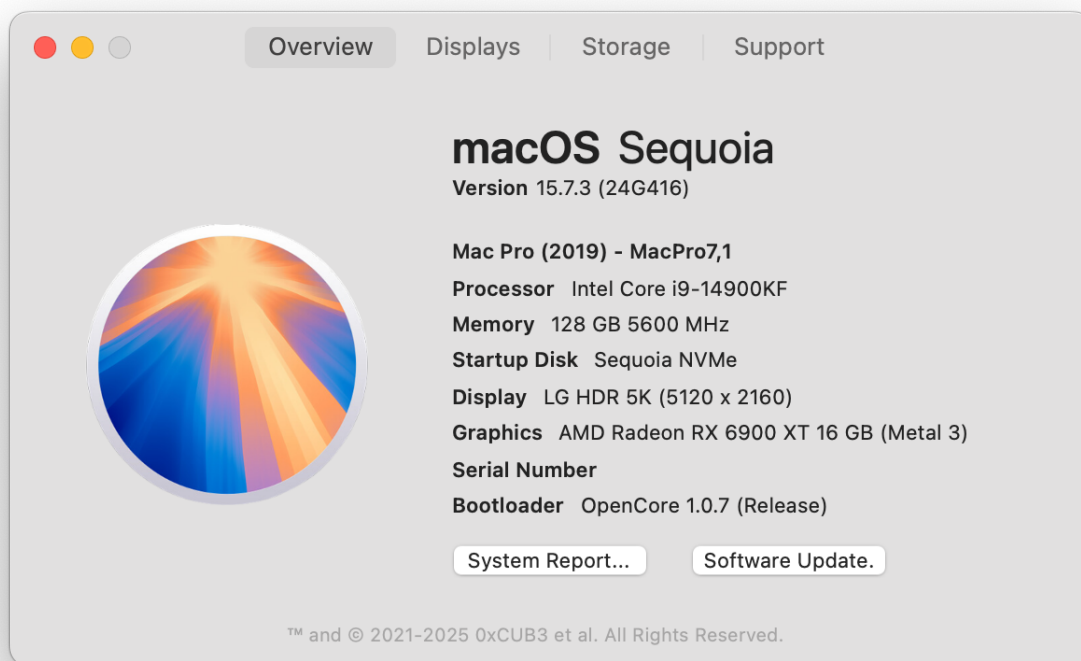 Overview Displays Storage Support
macOS Sequoia
Version 15.7.3 (24G416)
Mac Pro (2019) - MacPro7,1
Processor Intel Core i9-14900KF
Memory 128 GB 5600 MHz
Startup Disk Sequoia NVMe
Display LG HDR 5K (5120 x 2160)
Graphics AMD Radeon RX 6900 XT 16 GB (Metal 3)
Serial Number
Bootloader OpenCore 1.0.7 (Release)
System Report... Software Update.
™ and © 2021-2025 0xCUB3 et al. All Rights Reserved.